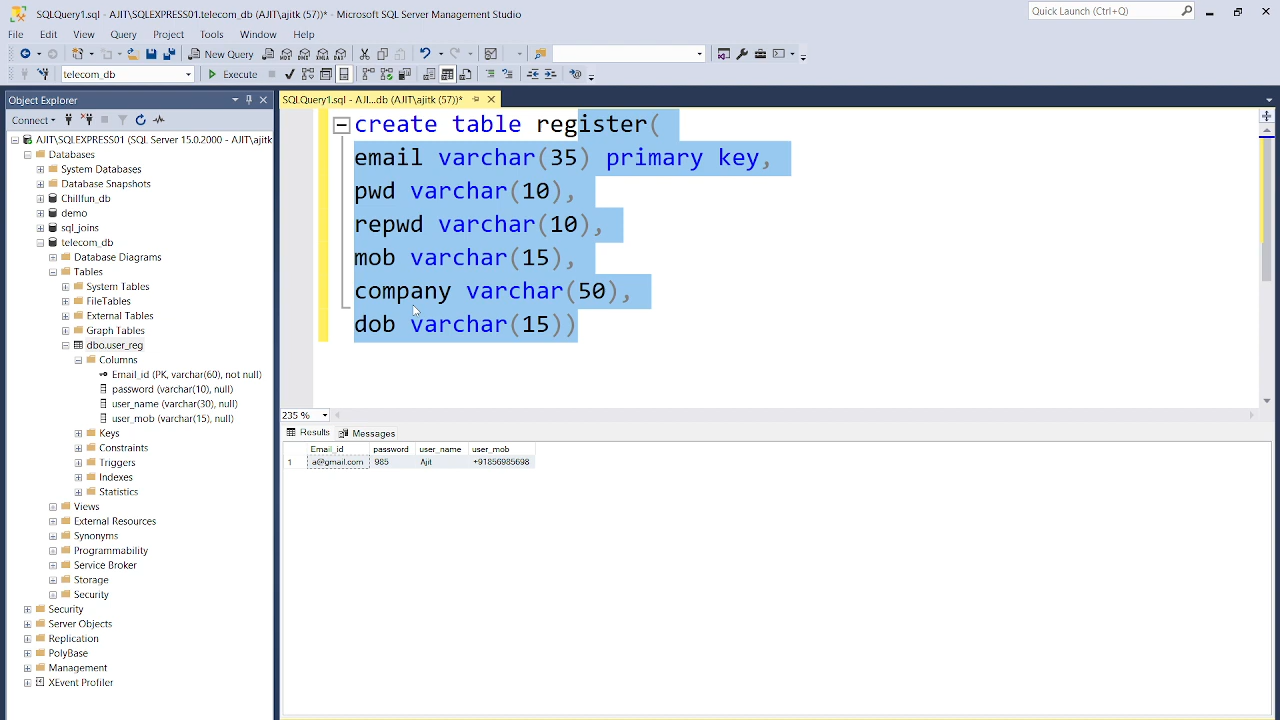 SQLQuery1.sql - AJIT\SQLEXPRESS01.telecom_db (AJIT\ajitk (57))* - Microsoft SQL Server Management Studio
Quick Launch (Ctrl+Q)
File Edit View Query Project Tools Window Help
New Query
telecom_db Execute
Object Explorer
SQLQuery1.sql - AJI...db (AJIT\ajitk (57))*
Connect
AJIT\SQLEXPRESS01 (SQL Server 15.0.2000 - AJIT\ajitk
Databases
System Databases
Database Snapshots
Chillfun_db
demo
sql_joins
telecom_db
Database Diagrams
Tables
System Tables
FileTables
External Tables
Graph Tables
dbo.user_reg
Columns
Email_id (PK, varchar(60), not null)
password (varchar(10), null)
user_name (varchar(30), null)
user_mob (varchar(15), null)
Keys
Constraints
Triggers
Indexes
Statistics
Views
External Resources
Synonyms
Programmability
Service Broker
Storage
Security
Security
Server Objects
Replication
PolyBase
Management
XEvent Profiler
create table register(
email varchar(35) primary key,
pwd varchar(10),
repwd varchar(10),
mob varchar(15),
company varchar(50),
dob varchar(15))
235 %
Results Messages
Email_id password user_name user_mob
1 a@gmail.com 985 Ajit +91856985698